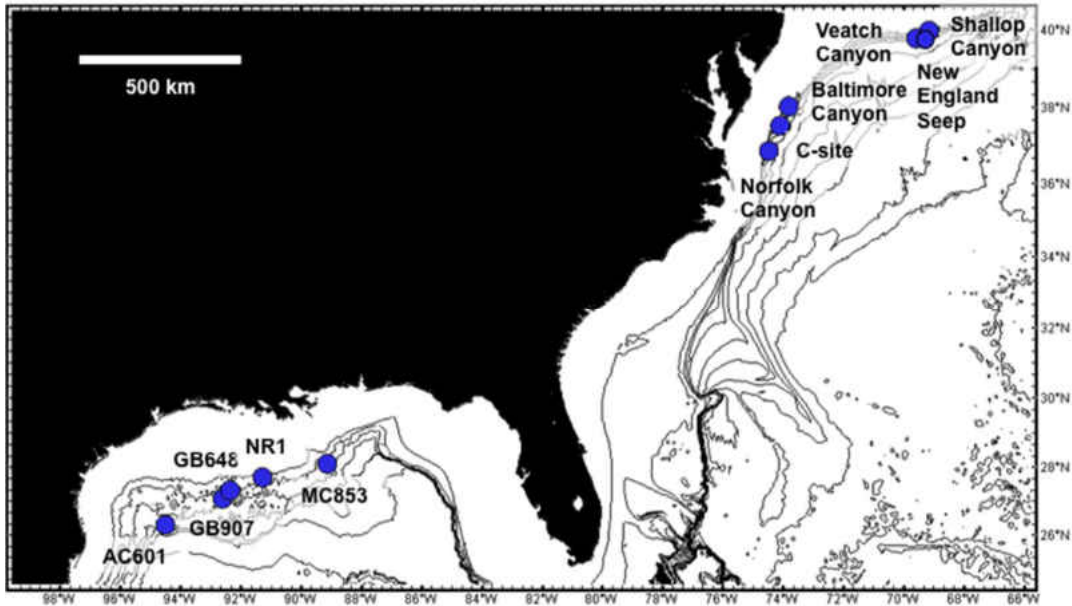 Veatch
Canyon
Shallop
Canyon
40°N
500 km
New
England
Seep
Baltimore
Canyon
38°N
C-site
36°N
Norfolk
Canyon
34°N
32°N
30°N
NR1
GB648
28°N
MC853
GB907
26°N
AC601
98°W 96°W 94°W 92°W 90°W 88°W 86°W 84°W 82°W 80°W 78°W 76°W 74°W 72°W 70°W 68°W 66°W